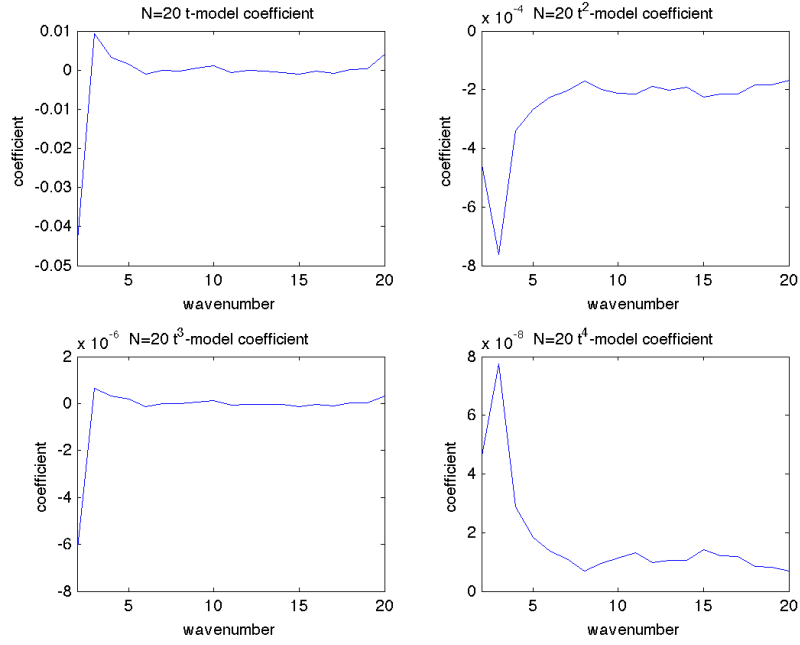 N=20 t-model coefficient
0.01
0
-0.01
-0.02
-0.03
-0.04
-0.05
5
10
15
20
coefficient
wavenumber
x 10^-4
N=20 t^2-model coefficient
0
-2
-4
-6
-8
5
10
15
20
coefficient
wavenumber
x 10^-6
N=20 t^3-model coefficient
2
0
-2
-4
-6
-8
5
10
15
20
coefficient
wavenumber
x 10^-8
N=20 t^4-model coefficient
8
6
4
2
0
5
10
15
20
coefficient
wavenumber